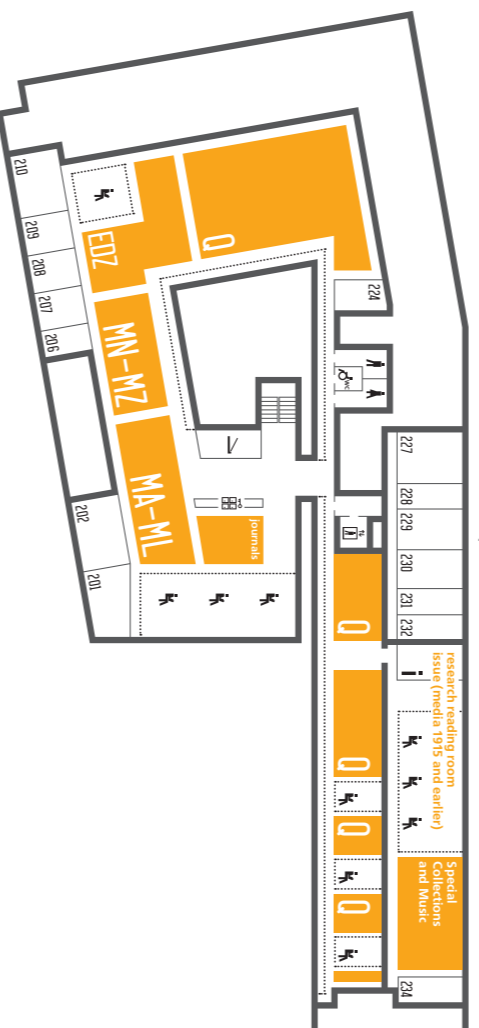 210
209
208
207
206
202
201
EDZ
Q
MN-MZ
MA-ML
journals
224
WC
227
228
229
230
231
232
Q
Q
Q
Q
research reading room
issue (media 1915 and earlier)
i
Special
Collections
and Music
234